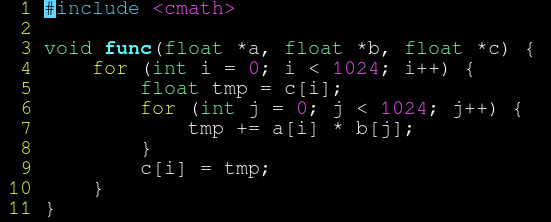 1 #include <cmath>
2
3 void func(float *a, float *b, float *c) {
4     for (int i = 0; i < 1024; i++) {
5         float tmp = c[i];
6         for (int j = 0; j < 1024; j++) {
7             tmp += a[i] * b[j];
8         }
9         c[i] = tmp;
10     }
11 }